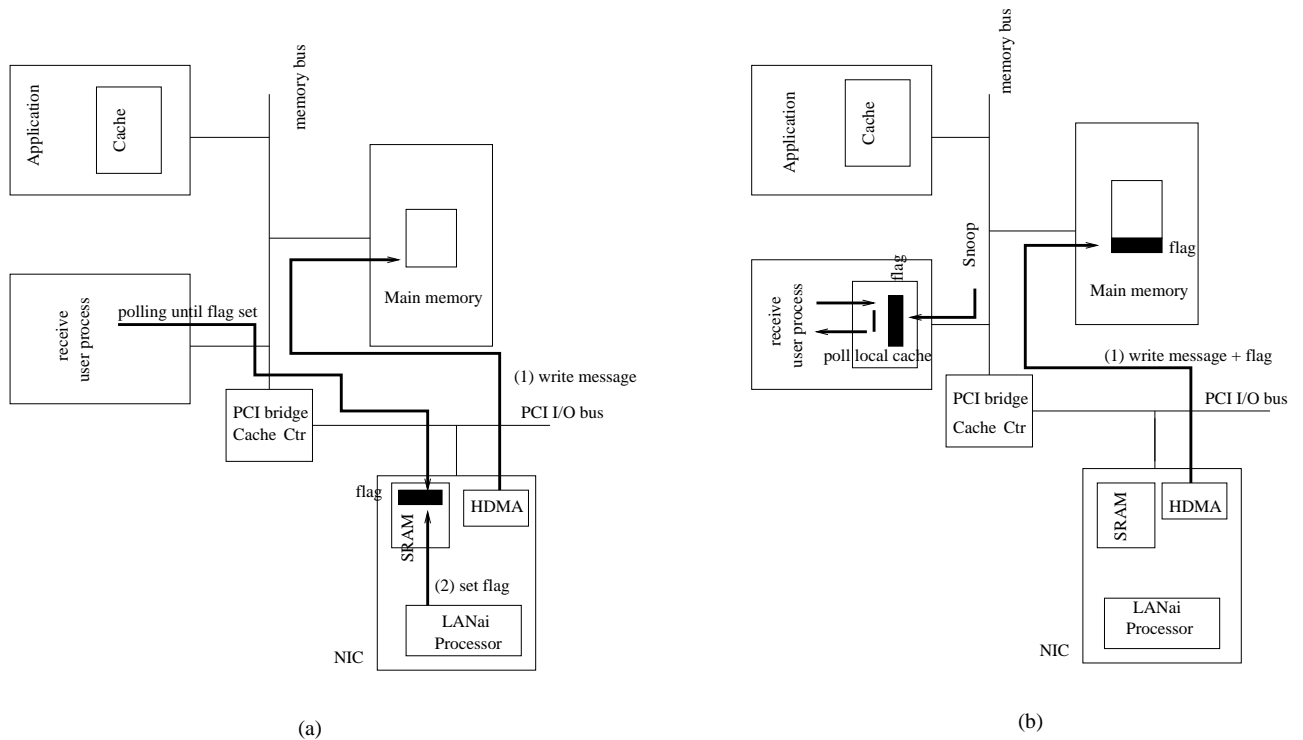 memory bus
Application
Cache
Main memory
receive
user process
polling until flag set
(1) write message
PCI bridge
Cache Ctr
PCI I/O bus
flag
SRAM
HDMA
(2) set flag
LANai
Processor
NIC
(a)
memory bus
Application
Cache
Snoop
flag
Main memory
receive
user process
flag
poll local cache
(1) write message + flag
PCI bridge
Cache Ctr
PCI I/O bus
SRAM
HDMA
LANai
Processor
NIC
(b)